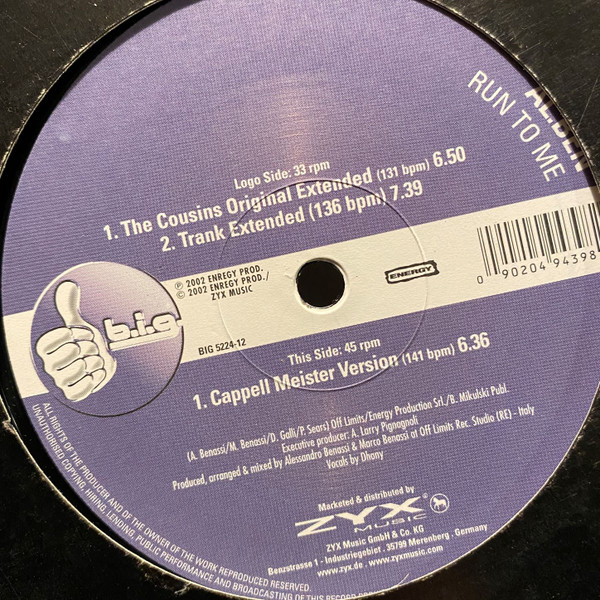 AL.BEN
RUN TO ME
Logo Side: 33 rpm
1. The Cousins Original Extended (131 bpm) 6.50
2. Trank Extended (136 bpm) 7.39
℗ 2002 ENREGY PROD.
© 2002 ENREGY PROD./
ZYX MUSIC
ENERGY
0 90204 94398
b.i.g.
BIG 5224-12
This Side: 45 rpm
1. Cappell Meister Version (141 bpm) 6.36
(A. Benassi/M. Benassi/D. Galli/P. Sears) Off Limits/Energy Production Srl./B. Mikulski Publ.
Executive producer: A. Larry Pignagnoli
Produced, arranged & mixed by Alessandro Benassi & Marco Benassi at Off Limits Rec. Studio (RE) - Italy
Vocals by Dhony
Marketed & distributed by
ZYX®
MUSIC
ZYX Music GmbH & Co. KG
Benzstrasse 1 - Industriegebiet . 35799 Merenberg . Germany
www.zyx.de . www.zyxmusic.com
ALL RIGHTS OF THE PRODUCER AND OF THE OWNER OF THE WORK REPRODUCED RESERVED.
UNAUTHORISED COPYING, HIRING, LENDING, PUBLIC PERFORMANCE AND BROADCASTING OF THIS RECORD